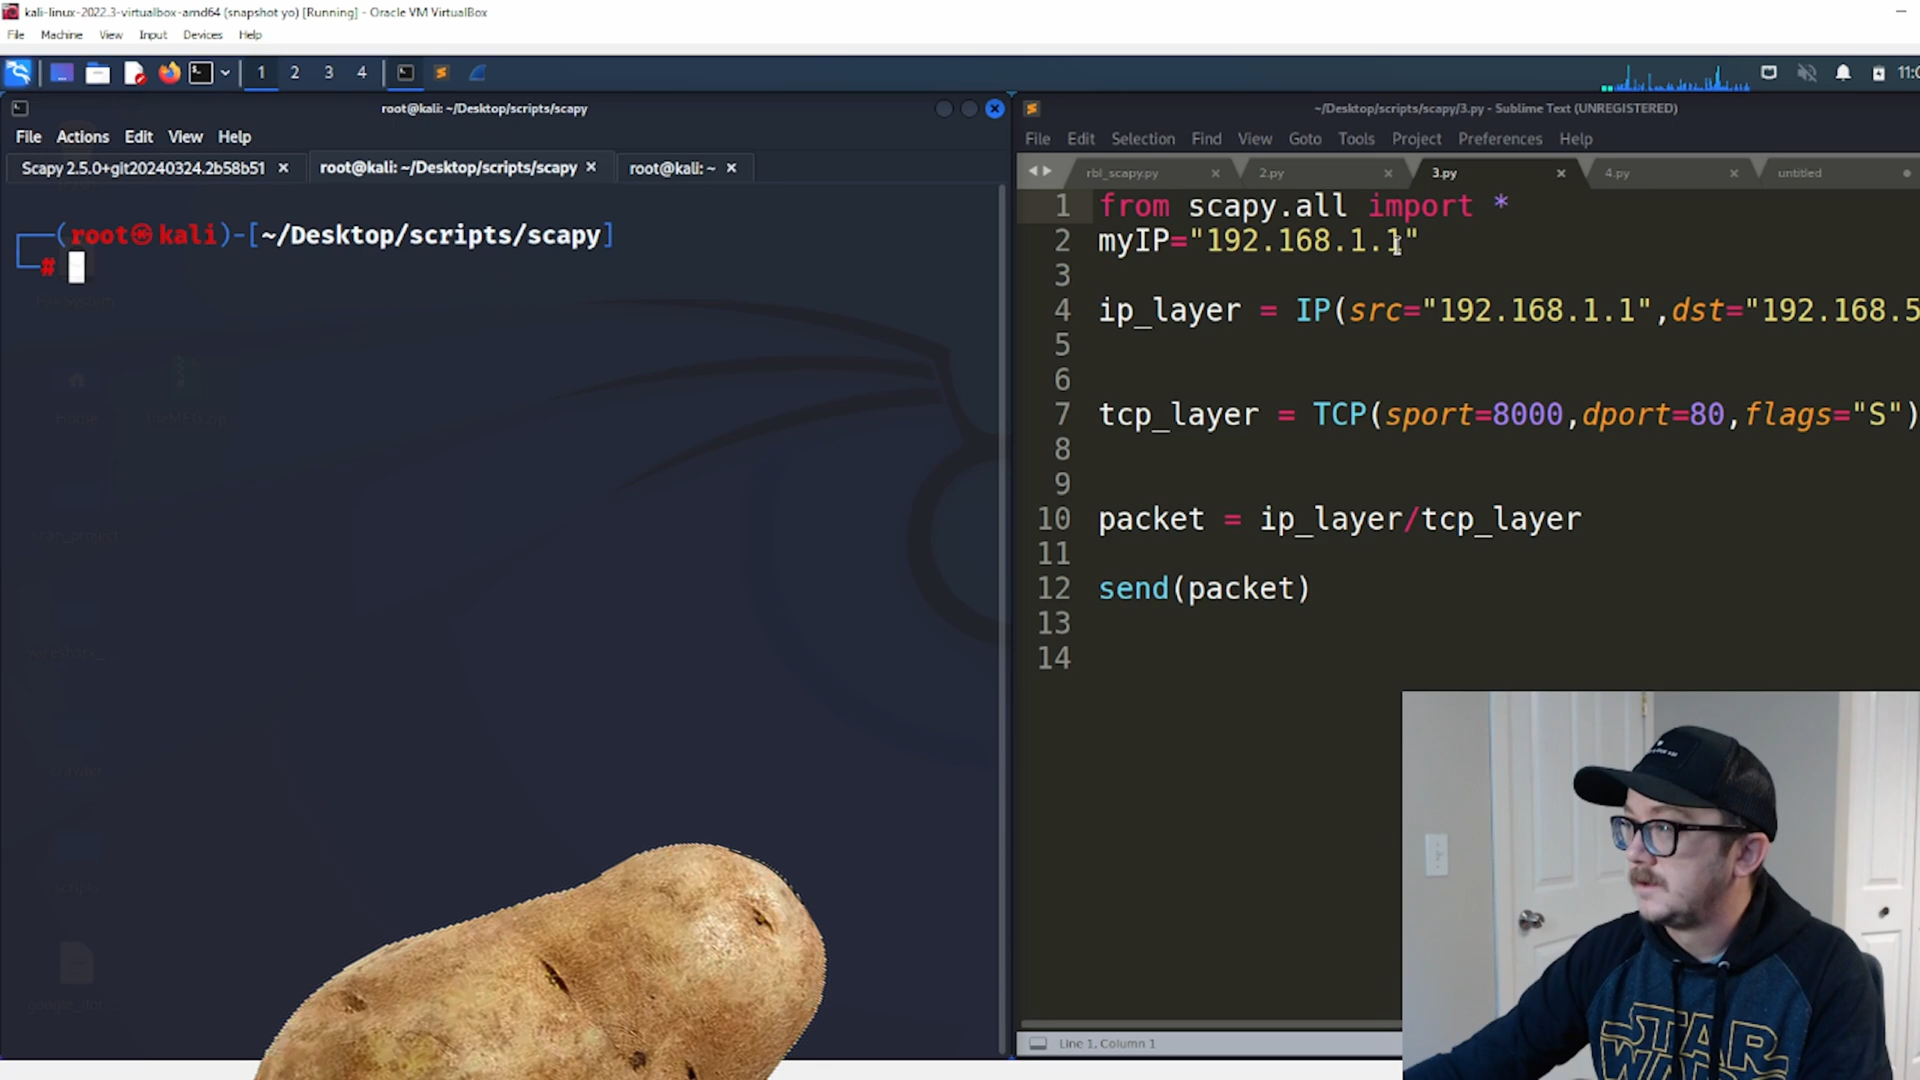 kali-linux-2022.3-virtualbox-amd64 (snapshot yo) [Running] - Oracle VM VirtualBox
File Machine View Input Devices Help
1 2 3 4
11:0
root@kali: ~/Desktop/scripts/scapy
File Actions Edit View Help
Scapy 2.5.0+git20240324.2b58b51
root@kali: ~/Desktop/scripts/scapy
root@kali: ~
(root㉿kali)-[~/Desktop/scripts/scapy]
#
Home
~/Desktop/scripts/scapy/3.py - Sublime Text (UNREGISTERED)
File Edit Selection Find View Goto Tools Project Preferences Help
rbl_scapy.py 2.py 3.py 4.py untitled
1 from scapy.all import *
2 myIP="192.168.1.1"
3
4 ip_layer = IP(src="192.168.1.1",dst="192.168.5
5
6
7 tcp_layer = TCP(sport=8000,dport=80,flags="S")
8
9
10 packet = ip_layer/tcp_layer
11
12 send(packet)
13
14
Line 1, Column 1
STAR
WARS